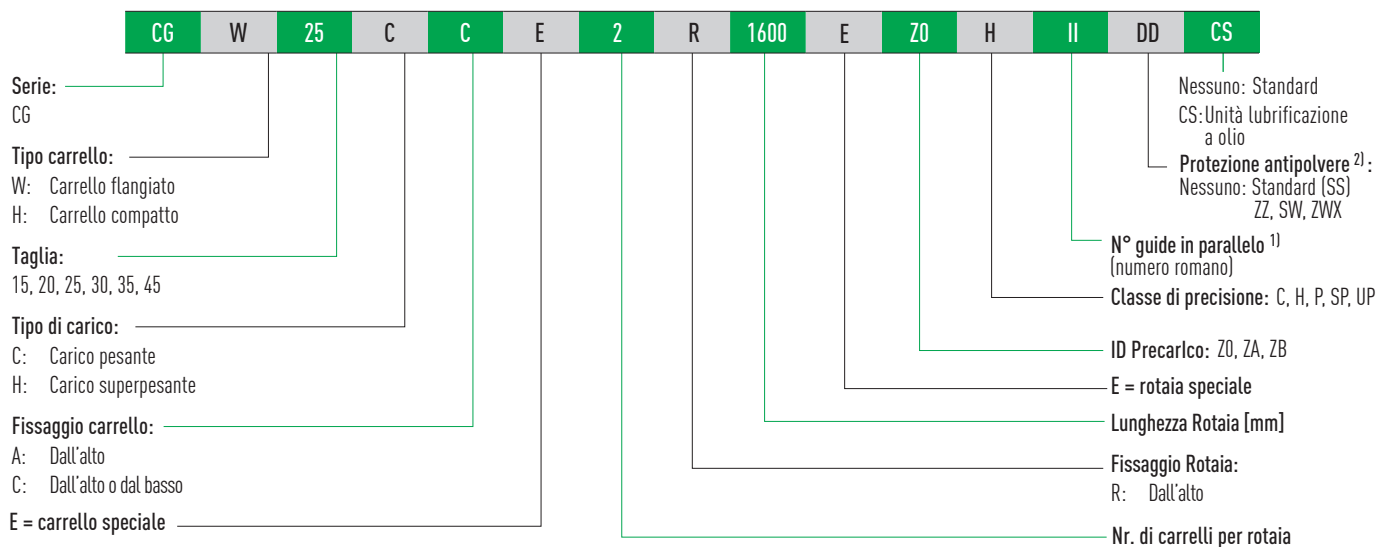 CG W 25 C C E 2 R 1600 E Z0 H II DD CS
Serie:
CG
Tipo carrello:
W: Carrello flangiato
H: Carrello compatto
Taglia:
15, 20, 25, 30, 35, 45
Tipo di carico:
C: Carico pesante
H: Carico superpesante
Fissaggio carrello:
A: Dall'alto
C: Dall'alto o dal basso
E = carrello speciale
Nessuno: Standard
CS: Unità lubrificazione
a olio
Protezione antipolvere 2) :
Nessuno: Standard (SS)
ZZ, SW, ZWX
N° guide in parallelo 1)
(numero romano)
Classe di precisione: C, H, P, SP, UP
ID PrecarIco: Z0, ZA, ZB
E = rotaia speciale
Lunghezza Rotaia [mm]
Fissaggio Rotaia:
R: Dall'alto
Nr. di carrelli per rotaia